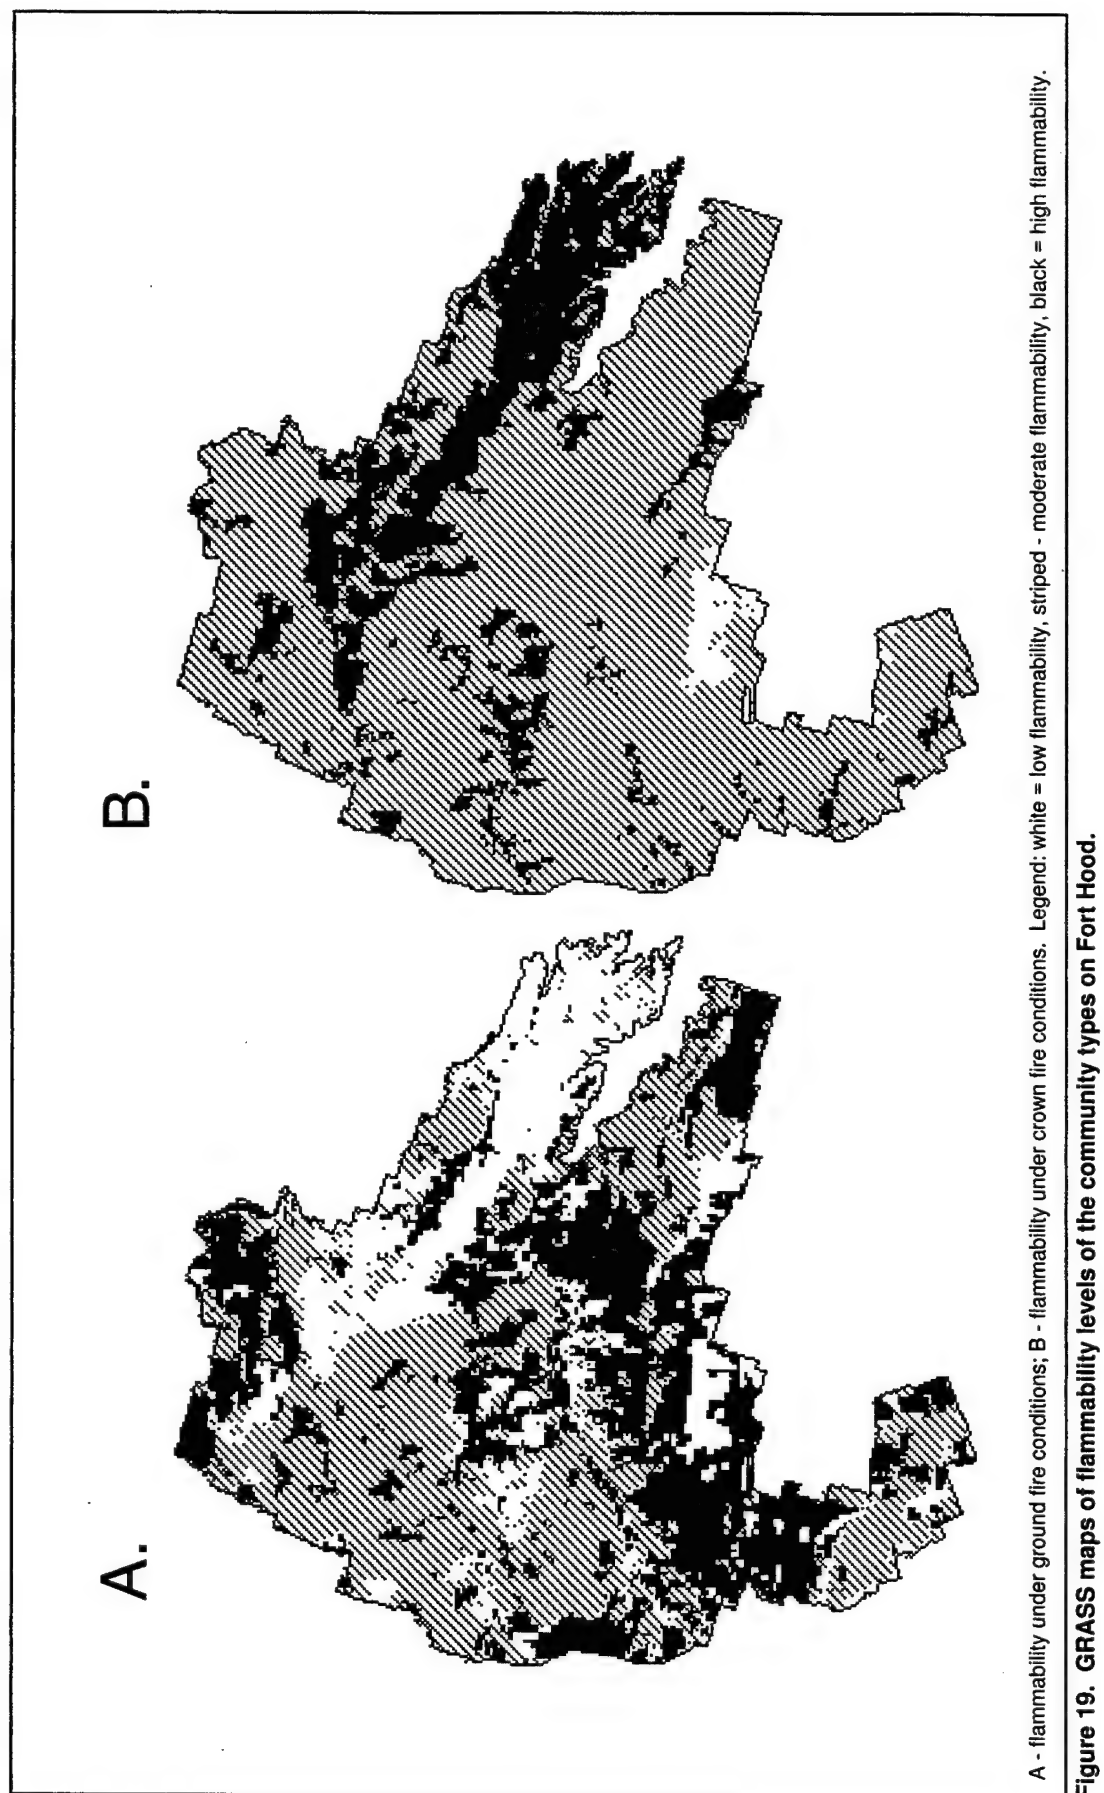 A.
B.
A - flammability under ground fire conditions; B - flammability under crown fire conditions. Legend: white = low flammability, striped - moderate flammability, black = high flammability.
Figure 19. GRASS maps of flammability levels of the community types on Fort Hood.